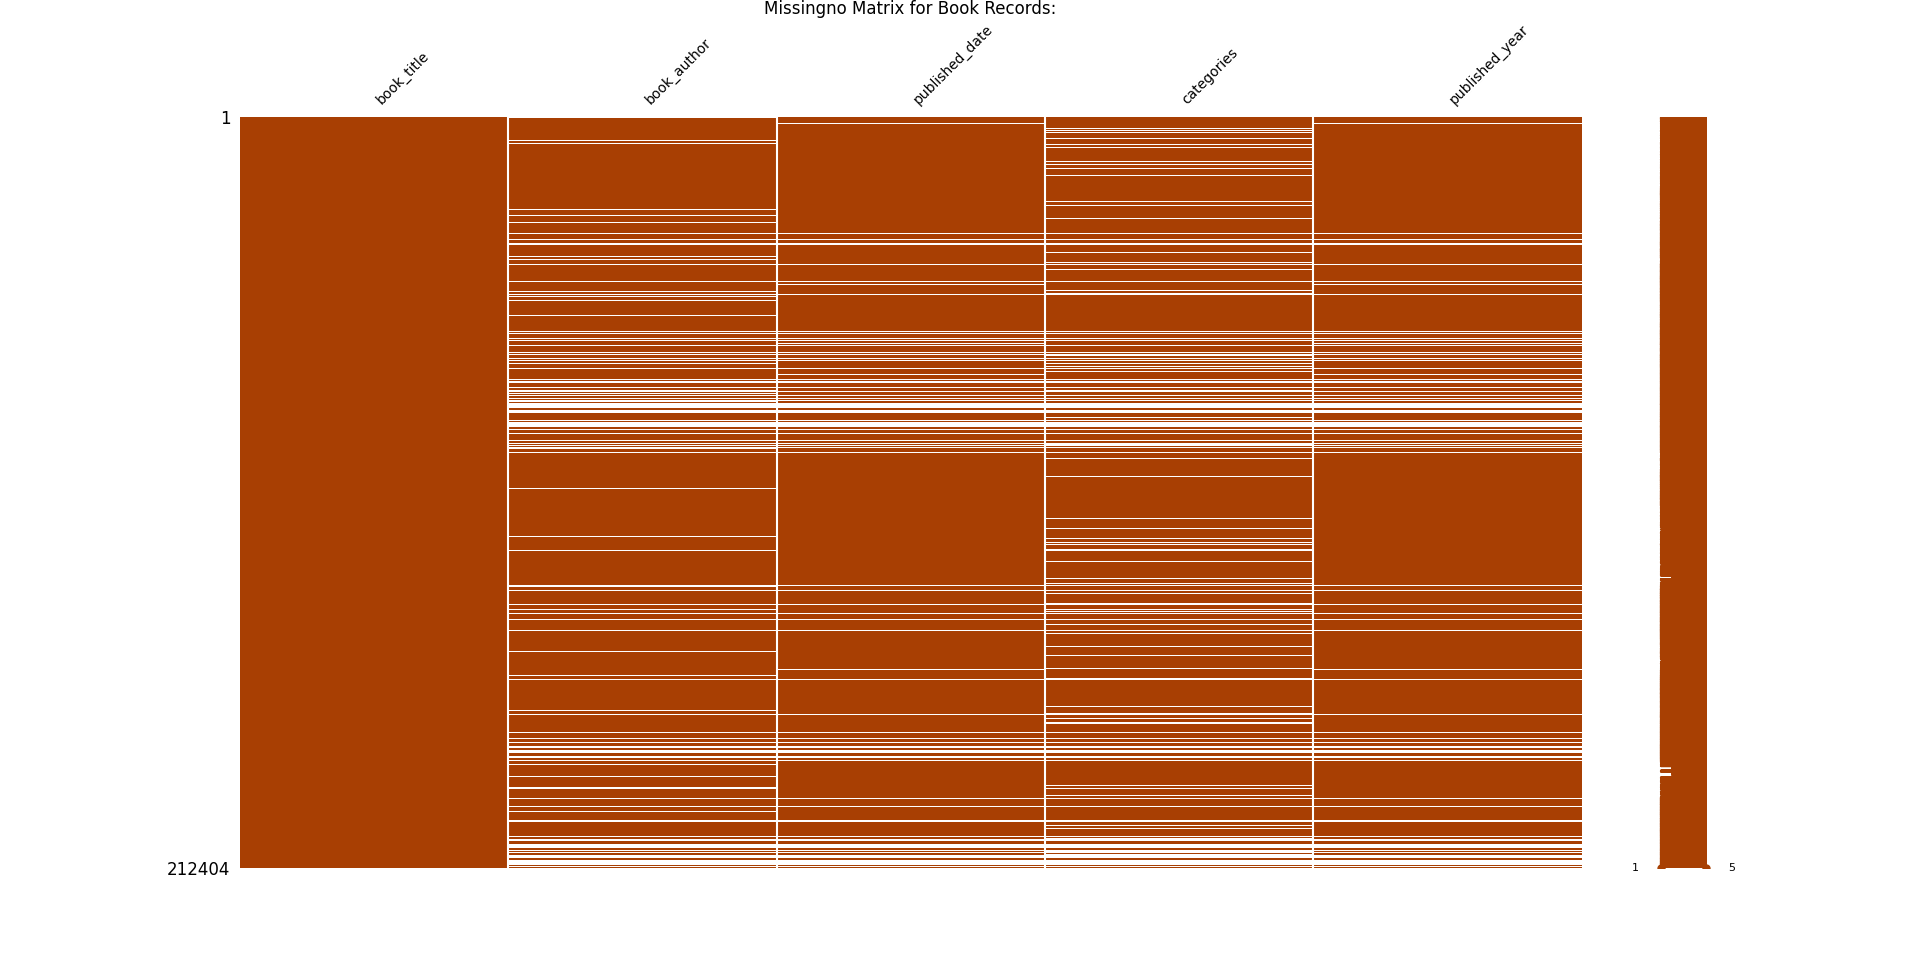 Missingno Matrix for Book Records:
book_title
book_author
published_date
categories
published_year
1
212404
1
5